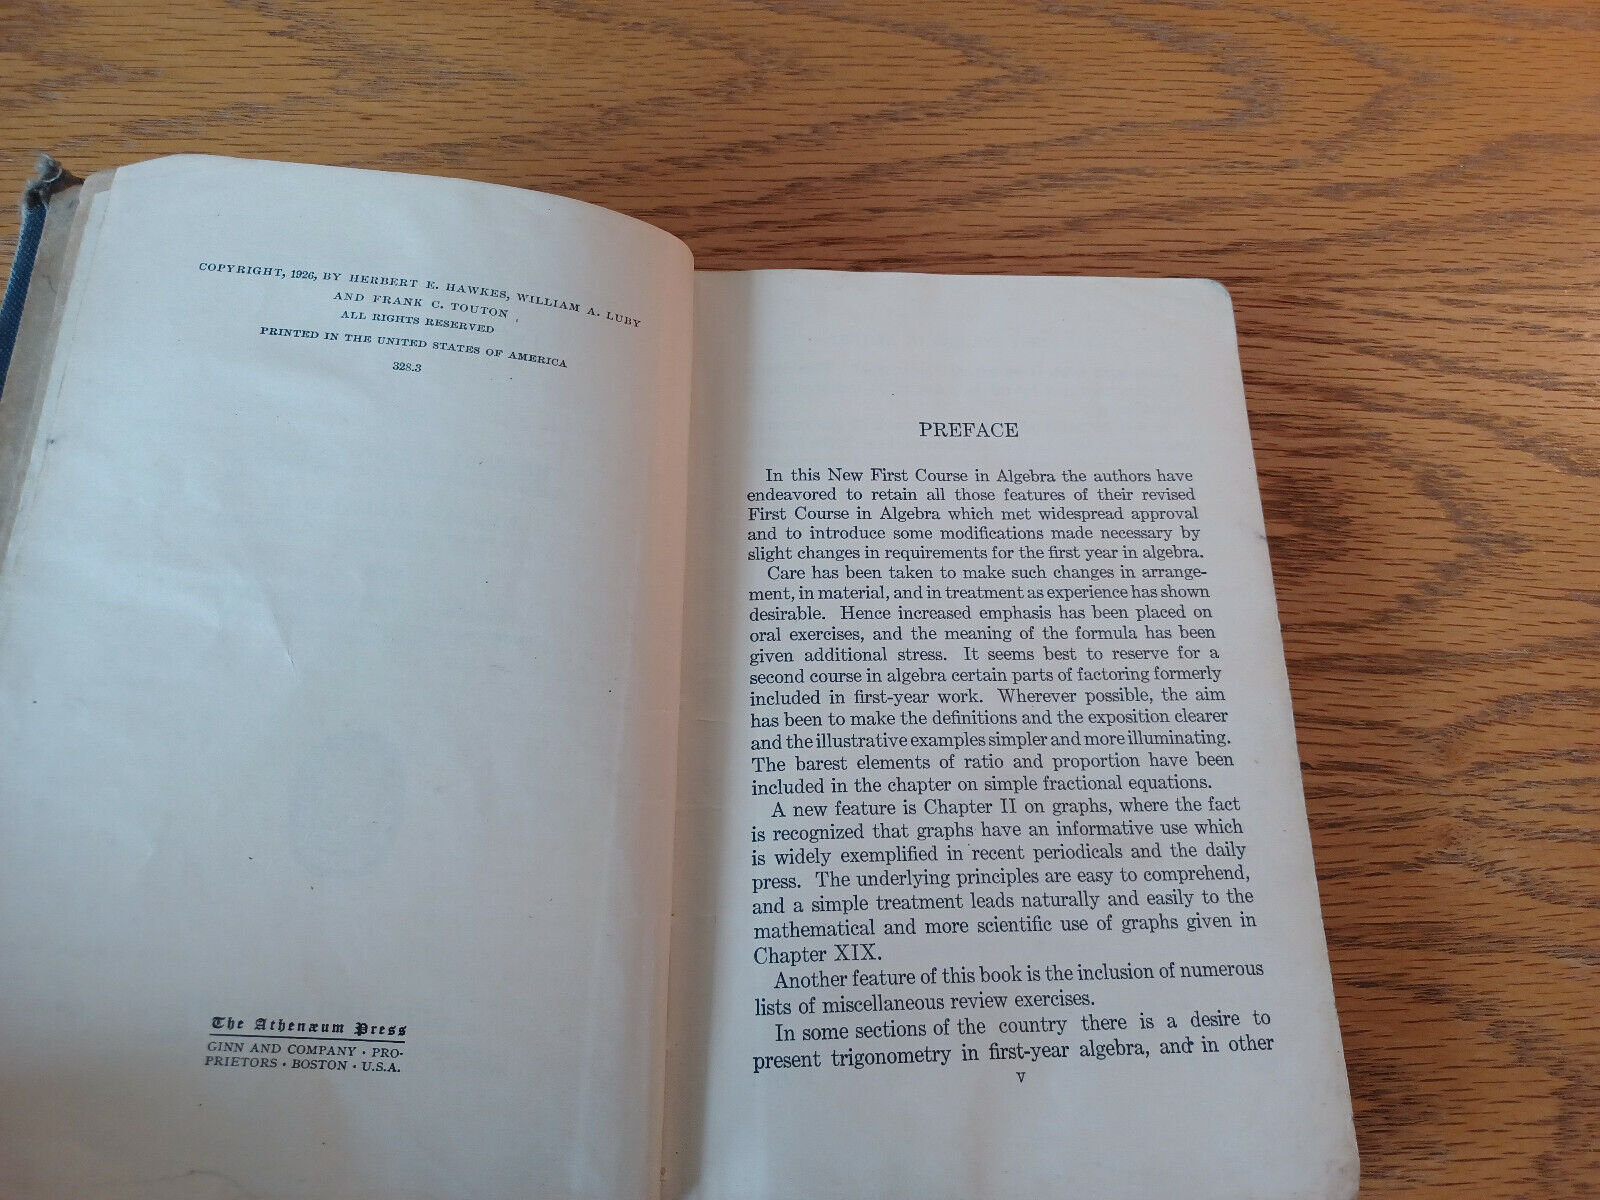 COPYRIGHT, 1926, BY HERBERT E. HAWKES, WILLIAM A. LUBY
AND FRANK C. TOUTON
ALL RIGHTS RESERVED
PRINTED IN THE UNITED STATES OF AMERICA
328.3
The Athenæum Press
GINN AND COMPANY · PRO-
PRIETORS · BOSTON · U.S.A.
PREFACE
In this New First Course in Algebra the authors have
endeavored to retain all those features of their revised
First Course in Algebra which met widespread approval
and to introduce some modifications made necessary by
slight changes in requirements for the first year in algebra.
Care has been taken to make such changes in arrange-
ment, in material, and in treatment as experience has shown
desirable. Hence increased emphasis has been placed on
oral exercises, and the meaning of the formula has been
given additional stress. It seems best to reserve for a
second course in algebra certain parts of factoring formerly
included in first-year work. Wherever possible, the aim
has been to make the definitions and the exposition clearer
and the illustrative examples simpler and more illuminating.
The barest elements of ratio and proportion have been
included in the chapter on simple fractional equations.
A new feature is Chapter II on graphs, where the fact
is recognized that graphs have an informative use which
is widely exemplified in recent periodicals and the daily
press. The underlying principles are easy to comprehend,
and a simple treatment leads naturally and easily to the
mathematical and more scientific use of graphs given in
Chapter XIX.
Another feature of this book is the inclusion of numerous
lists of miscellaneous review exercises.
In some sections of the country there is a desire to
present trigonometry in first-year algebra, and in other
v